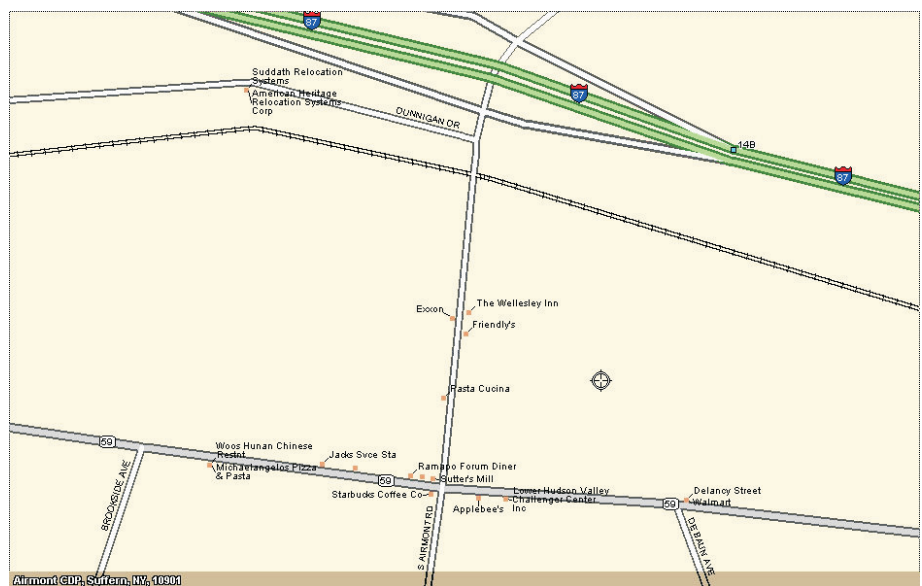 87
Suddath Relocation
Systems
American Heritage
Relocation Systems
Corp
87
DUNNIGAN DR
14B
87
The Wellesley Inn
Exxon
Friendly's
Pasta Cucina
59
Woos Hunan Chinese
Restnt
Jacks Svce Sta
Michaelangelos Pizza
& Pasta
Ramapo Forum Diner
59
Sutter's Mill
Starbucks Coffee Co
Lower Hudson Valley
Challenger Center
Inc
Applebee's
Delancy Street
Walmart
59
BROOKSIDE AVE
S AIRMONT RD
DE BAUN AVE
Airmont CDP, Suffern, NY, 10901